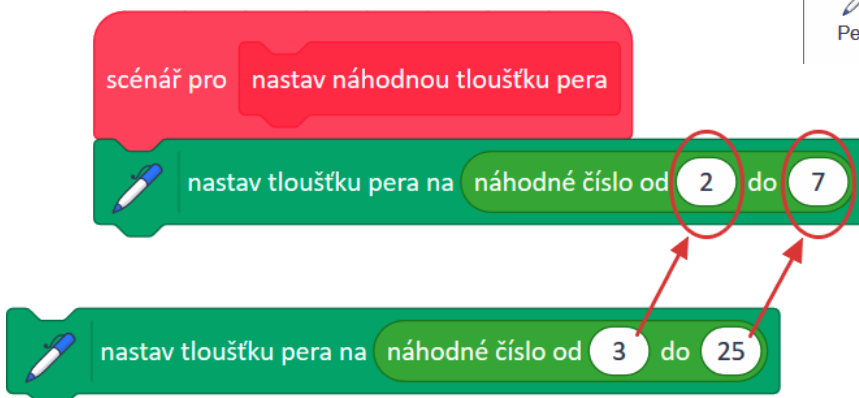 Pe
scénář pro nastav náhodnou tloušťku pera
nastav tloušťku pera na náhodné číslo od 2 do 7
nastav tloušťku pera na náhodné číslo od 3 do 25